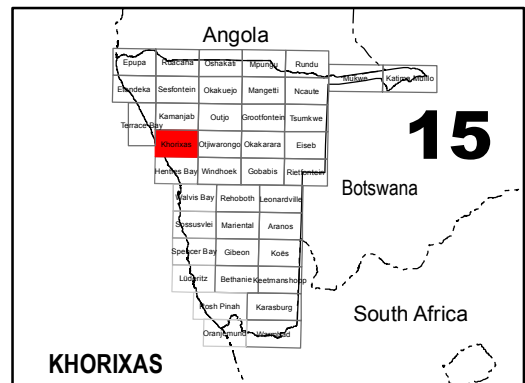 Angola
Epupa Ruacana Oshakati Mpungu Rundu
Mukwe Katima Mulilo
Etendeka Sesfontein Okakuejo Mangetti Ncaute
Terrace Bay Kamanjab Outjo Grootfontein Tsumkwe
15
Khorixas Otjiwarongo Okakarara Eiseb
Henties Bay Windhoek Gobabis Rietfontein
Botswana
Walvis Bay Rehoboth Leonardville
Sossusvlei Mariental Aranos
Spencer Bay Gibeon Koës
Lüderitz Bethanie Keetmanshoop
Rosh Pinah Karasburg
South Africa
Oranjemund Warmbad
KHORIXAS